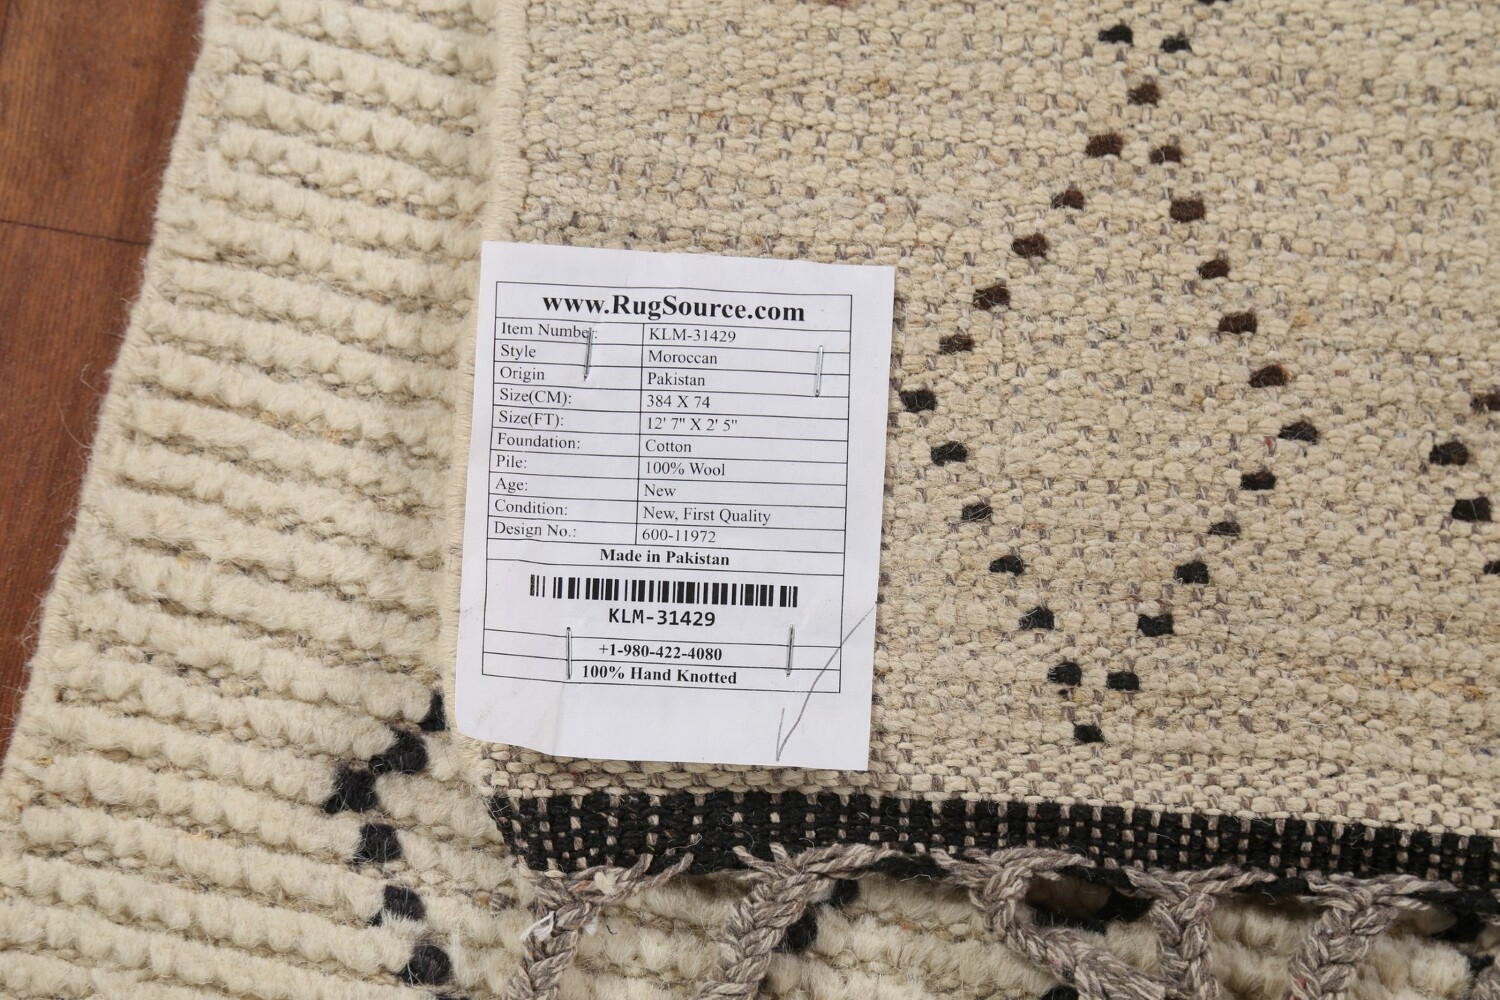 www.RugSource.com
Item Number: KLM-31429
Style Moroccan
Origin Pakistan
Size(CM): 384 X 74
Size(FT): 12' 7" X 2' 5"
Foundation: Cotton
Pile: 100% Wool
Age: New
Condition: New, First Quality
Design No.: 600-11972
Made in Pakistan
KLM-31429
+1-980-422-4080
100% Hand Knotted